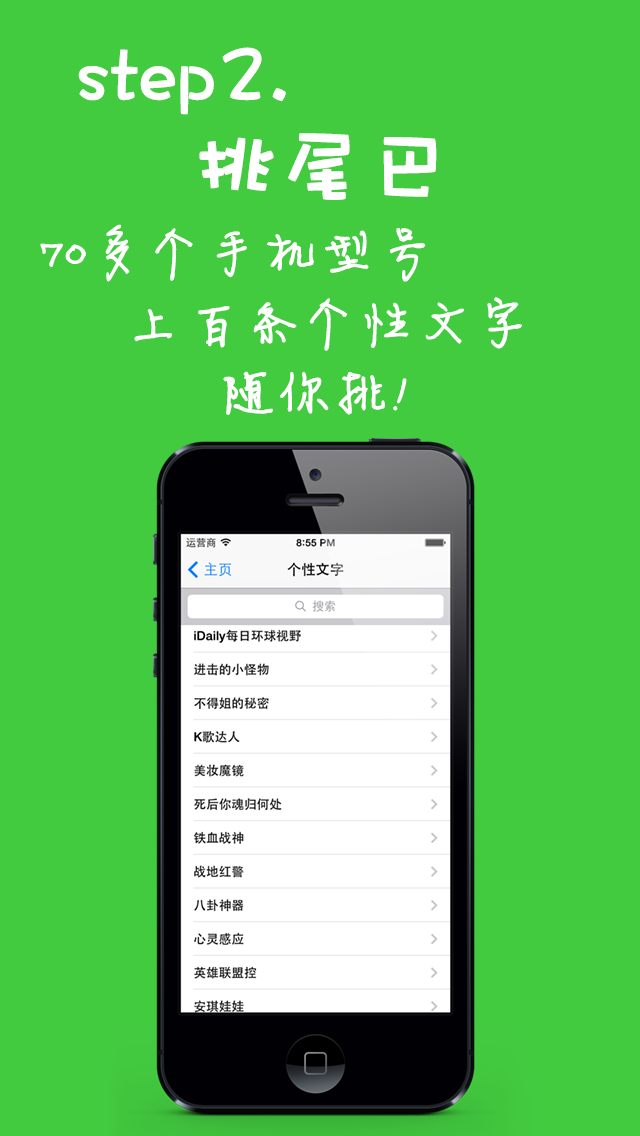 step2.
挑尾巴
70多个手机型号
上百条个性文字
随你挑!
运营商 8:55 PM
主页 个性文字
搜索
iDaily每日环球视野
进击的小怪物
不得姐的秘密
K歌达人
美妆魔镜
死后你魂归何处
铁血战神
战地红警
八卦神器
心灵感应
英雄联盟控
安琪娃娃